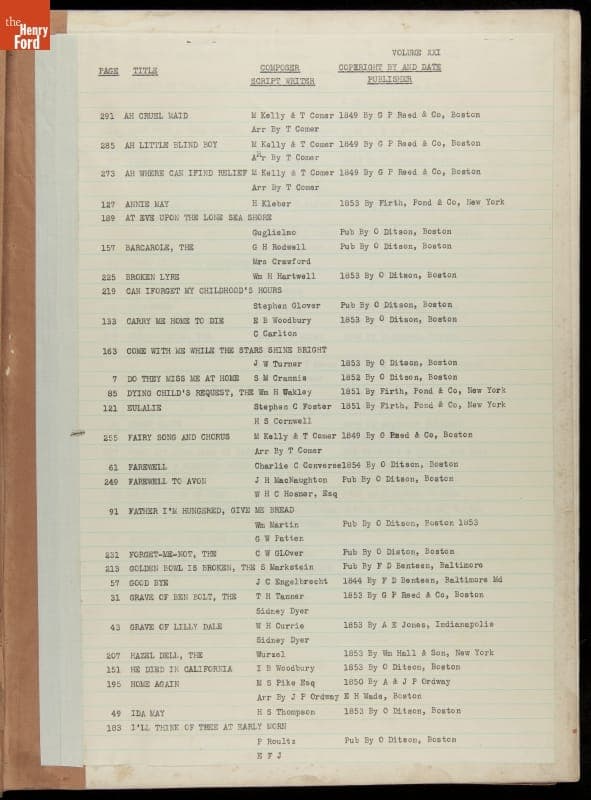 the
Henry
Ford
VOLUME XXI
PAGE TITLE COMPOSER COPERIGHT BY AND DATE
SCRIPT WRITER PUBLISHER
291 AH CRUEL MAID M Kelly & T Comer 1849 By G P Reed & Co, Boston
Arr By T Comer
285 AH LITTLE BLIND BOY M Kelly & T Comer 1849 By G P Reed & Co, Boston
Arr By T Comer
273 AH WHERE CAN IFIND RELIEF M Kelly & T Comer 1849 By G P Reed & Co, Boston
Arr By T Comer
127 ANNIE MAY H Kleber 1853 By Firth, Pond & Co, New York
189 AT EVE UPON THE LONE SEA SHORE
Guglielmo Pub By O Ditson, Boston
157 BARCAROLE, THE G H Rodwell Pub By O Ditson, Boston
Mrs Crawford
225 BROKEN LYRE Wm H Hartwell 1853 By O Ditson, Boston
219 CAN IFORGET MY CHILDHOOD'S HOURS
Stephen Glover Pub By O Ditson, Boston
133 CARRY ME HOME TO DIE E B Woodbury 1853 By O Ditson, Boston
C Carlton
163 COME WITH ME WHILE THE STARS SHINE BRIGHT
J W Turner 1853 By O Ditson, Boston
7 DO THEY MISS ME AT HOME S M Grannis 1852 By O Ditson, Boston
85 DYING CHILD'S REQUEST, THE Wm H Oakley 1851 By Firth, Pond & Co, New York
121 EULALIE Stephen C Foster 1851 By Firth, Pond & Co, New York
H S Cornwell
255 FAIRY SONG AND CHORUS M Kelly & T Comer 1849 By O Reed & Co, Boston
Arr By T Comer
61 FAREWELL Charlie C Converse1854 By O Ditson, Boston
249 FAREWELL TO AVON J H MacNaughton Pub By O Ditson, Boston
W H C Hosmer, Esq
91 FATHER I'M HUNGERED, GIVE ME BREAD
Wm Martin Pub By O Ditson, Boston 1853
G W Patten
231 FORGET-ME-NOT, THE C W GlOver Pub By O Diston, Boston
213 GOLDEN BOWL IS BROKEN, THE S Markstein Pub By F D Benteen, Baltimore
57 GOOD BYE J C Engelbrecht 1844 By F D Benteen, Baltimore Md
31 GRAVE OF BEN BOLT, THE T H Tanner 1853 By G P Reed & Co, Boston
Sidney Dyer
43 GRAVE OF LILLY DALE W H Currie 1853 By A E Jones, Indianapolis
Sidney Dyer
207 HAZEL DELL, THE Wurzel 1853 By Wm Hall & Son, New York
151 HE DIED IN CALIFORNIA I B Woodbury 1853 By O Ditson, Boston
195 HOME AGAIN M S Pike Esq 1850 By A & J P Ordway
Arr By J P Ordway E H Wade, Boston
49 IDA MAY H S Thompson 1853 By O Ditson, Boston
183 I'LL THINK OF THEE AT EARLY MORN
P Roultz Pub By O Ditson, Boston
E F J